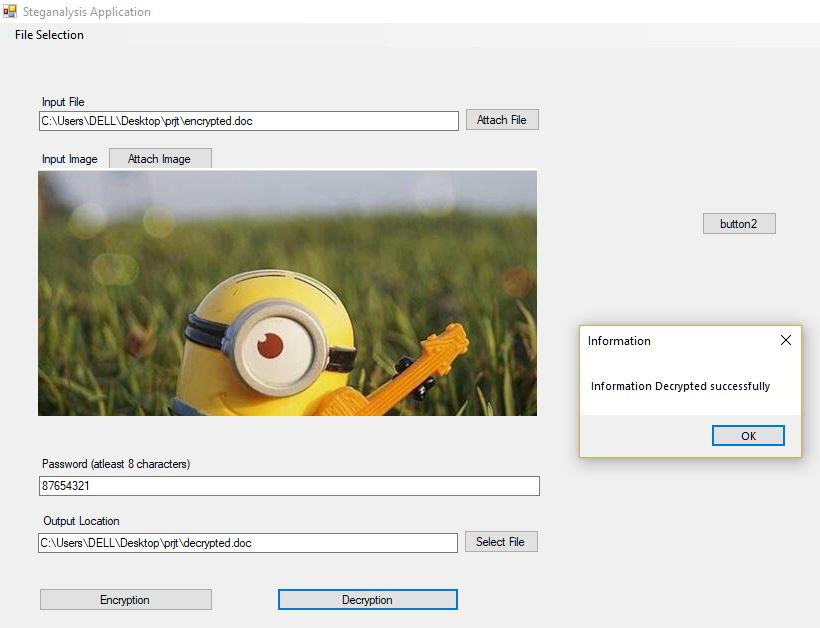 Steganalysis Application
File Selection
Input File
C:\Users\DELL\Desktop\prjt\encrypted.doc
Attach File
Input Image
Attach Image
button2
Information
Information Decrypted successfully
OK
Password (atleast 8 characters)
87654321
Output Location
C:\Users\DELL\Desktop\prjt\decrypted.doc
Select File
Encryption
Decryption